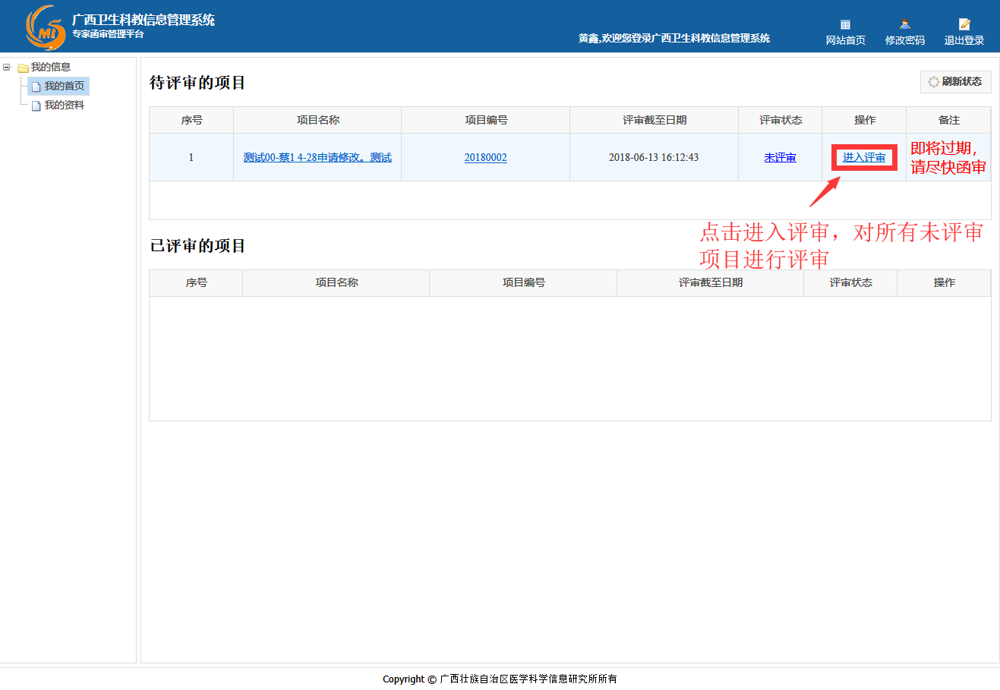 广西卫生科教信息管理系统
专家函审管理平台
Mi
黄鑫,欢迎您登录广西卫生科教信息管理系统
网站首页 修改密码 退出登录
我的信息
我的首页
我的资料
待评审的项目
刷新状态
序号 项目名称 项目编号 评审截至日期 评审状态 操作 备注
1 测试00-蔡1 4-28申请修改。测试 20180002 2018-06-13 16:12:43 未评审 进入评审 即将过期，
请尽快函审
点击进入评审，对所有未评审
项目进行评审
已评审的项目
序号 项目名称 项目编号 评审截至日期 评审状态 操作
Copyright © 广西壮族自治区医学科学信息研究所所有